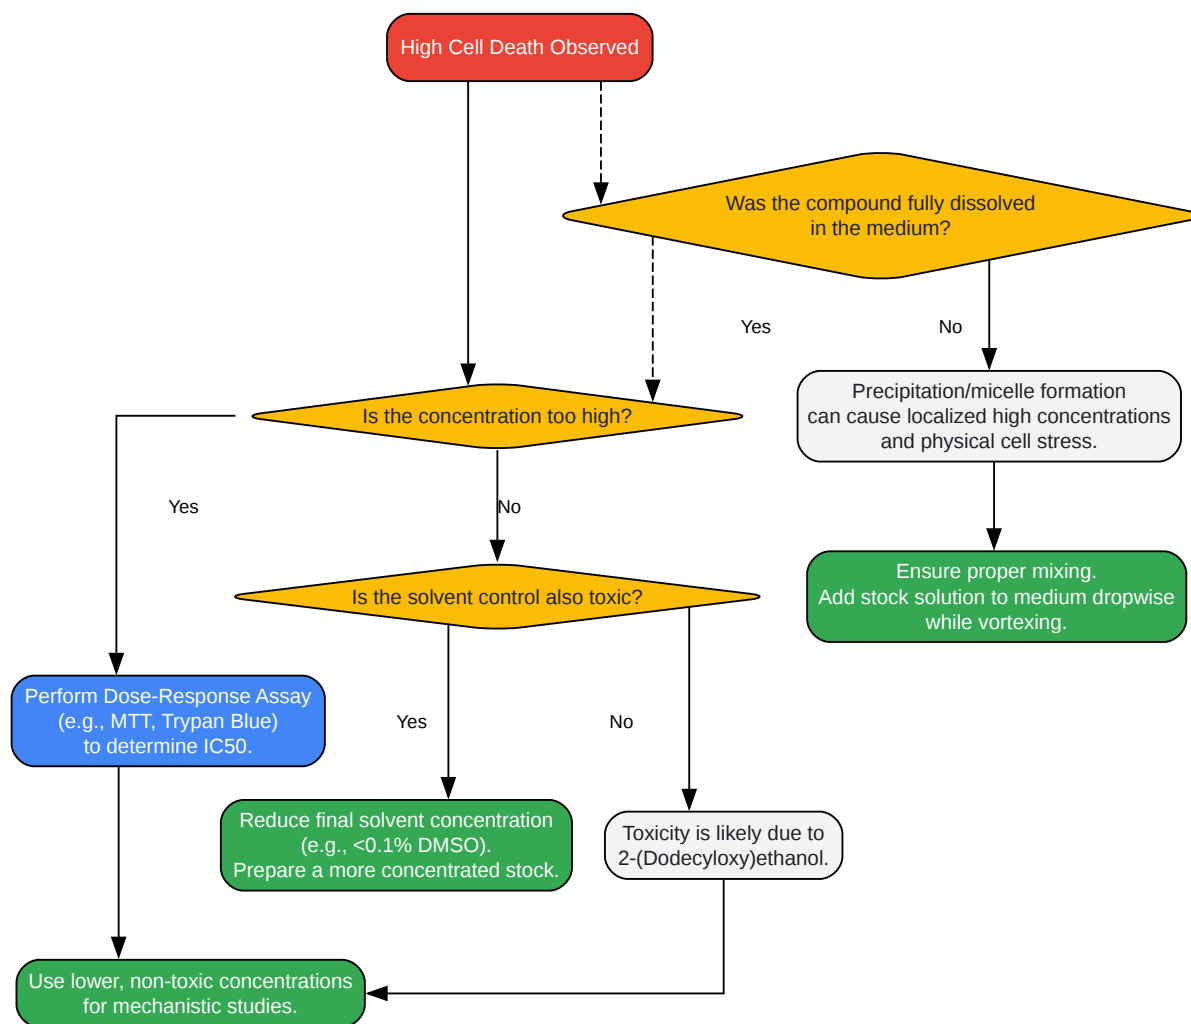 High Cell Death Observed
Was the compound fully dissolved
in the medium?
Yes
No
Is the concentration too high?
Precipitation/micelle formation
can cause localized high concentrations
and physical cell stress.
Yes
No
Is the solvent control also toxic?
Ensure proper mixing.
Add stock solution to medium dropwise
while vortexing.
Perform Dose-Response Assay
(e.g., MTT, Trypan Blue)
to determine IC50.
Yes
No
Reduce final solvent concentration
(e.g., <0.1% DMSO).
Prepare a more concentrated stock.
Toxicity is likely due to
2-(Dodecyloxy)ethanol.
Use lower, non-toxic concentrations
for mechanistic studies.